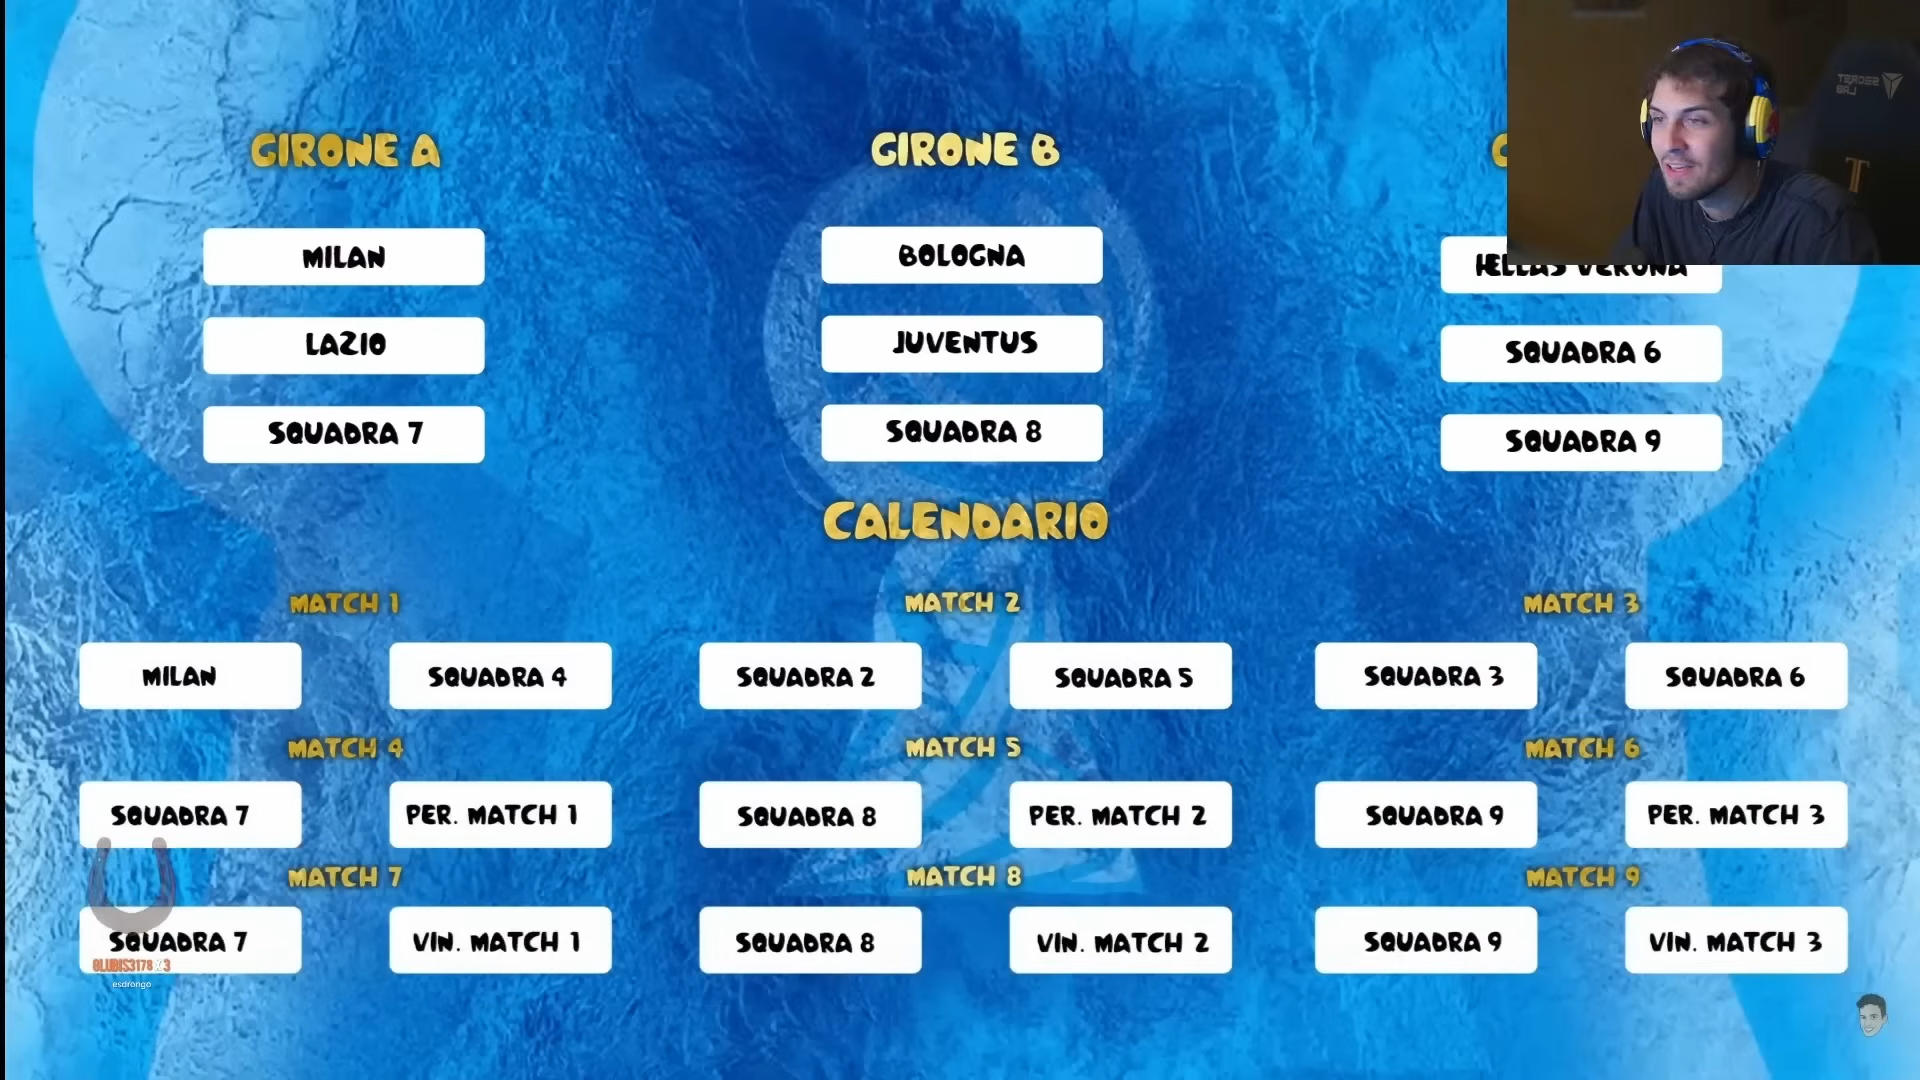 GIRONE A
GIRONE B
MILAN
BOLOGNA
HELLAS VERONA
LAZIO
JUVENTUS
SQUADRA 6
SQUADRA 7
SQUADRA 8
SQUADRA 9
CALENDARIO
MATCH 1
MATCH 2
MATCH 3
MILAN
SQUADRA 4
SQUADRA 2
SQUADRA 5
SQUADRA 3
SQUADRA 6
MATCH 4
MATCH 5
MATCH 6
SQUADRA 7
PER. MATCH 1
SQUADRA 8
PER. MATCH 2
SQUADRA 9
PER. MATCH 3
MATCH 7
MATCH 8
MATCH 9
SQUADRA 7
VIN. MATCH 1
SQUADRA 8
VIN. MATCH 2
SQUADRA 9
VIN. MATCH 3
esdrongo